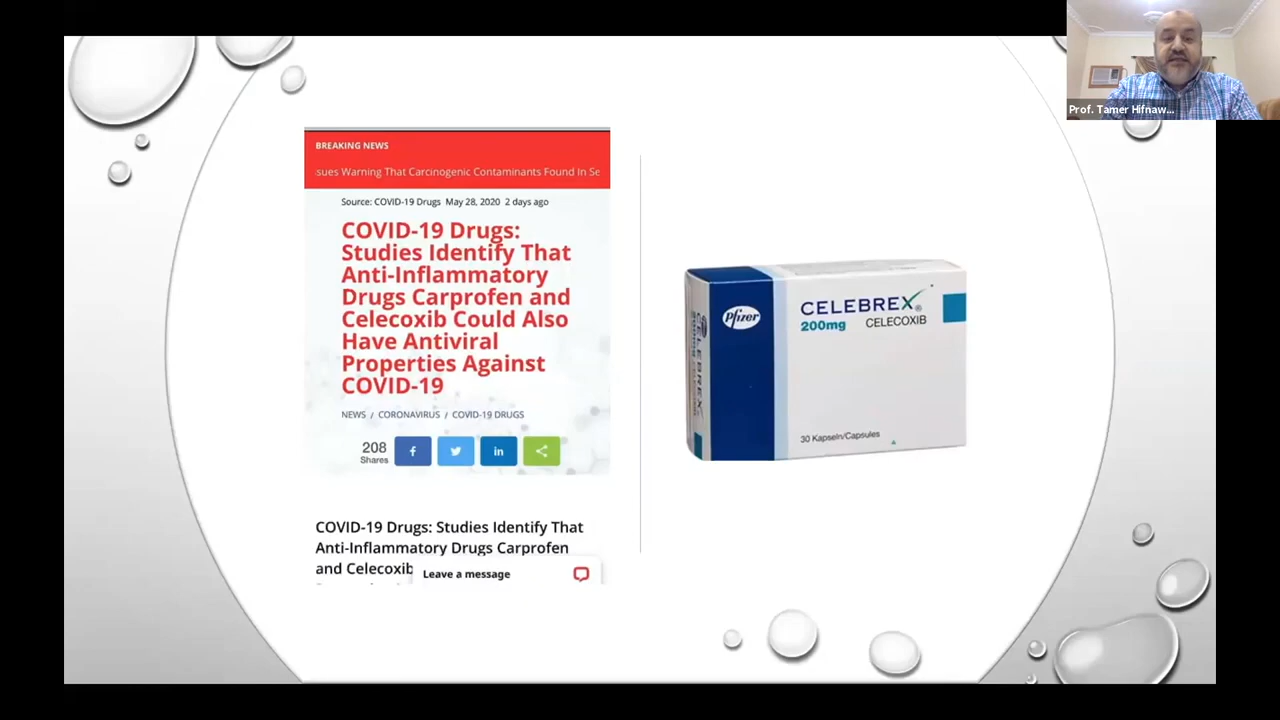 Prof. Tamer Hifnaw...
BREAKING NEWS
sues Warning That Carcinogenic Contaminants Found In Se
Source: COVID-19 Drugs May 28, 2020 2 days ago
COVID-19 Drugs:
Studies Identify That
Anti-Inflammatory
Drugs Carprofen and
Celecoxib Could Also
Have Antiviral
Properties Against
COVID-19
NEWS / CORONAVIRUS / COVID-19 DRUGS
208
Shares
COVID-19 Drugs: Studies Identify That
Anti-Inflammatory Drugs Carprofen
and Celecoxib
Leave a message
Pfizer
CELEBREX®
200mg CELECOXIB
30 Kapseln/Capsules
CELEBREX
200mg